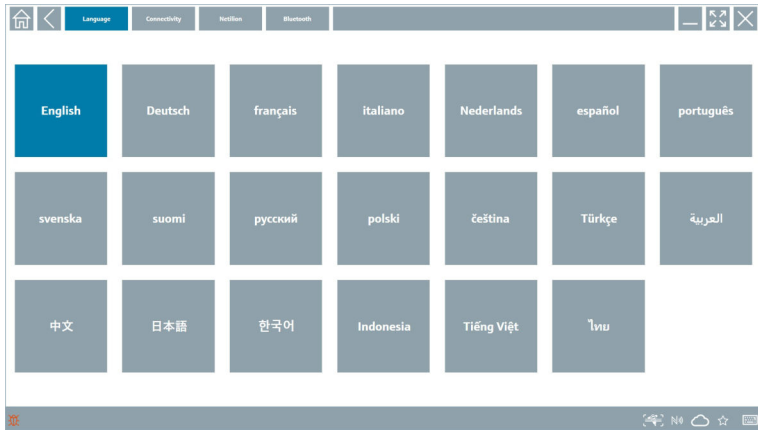 Language Connectivity Netilion Bluetooth
English Deutsch français italiano Nederlands español português
svenska suomi русский polski čeština Türkçe العربية
中文 日本語 한국어 Indonesia Tiếng Việt ไทย